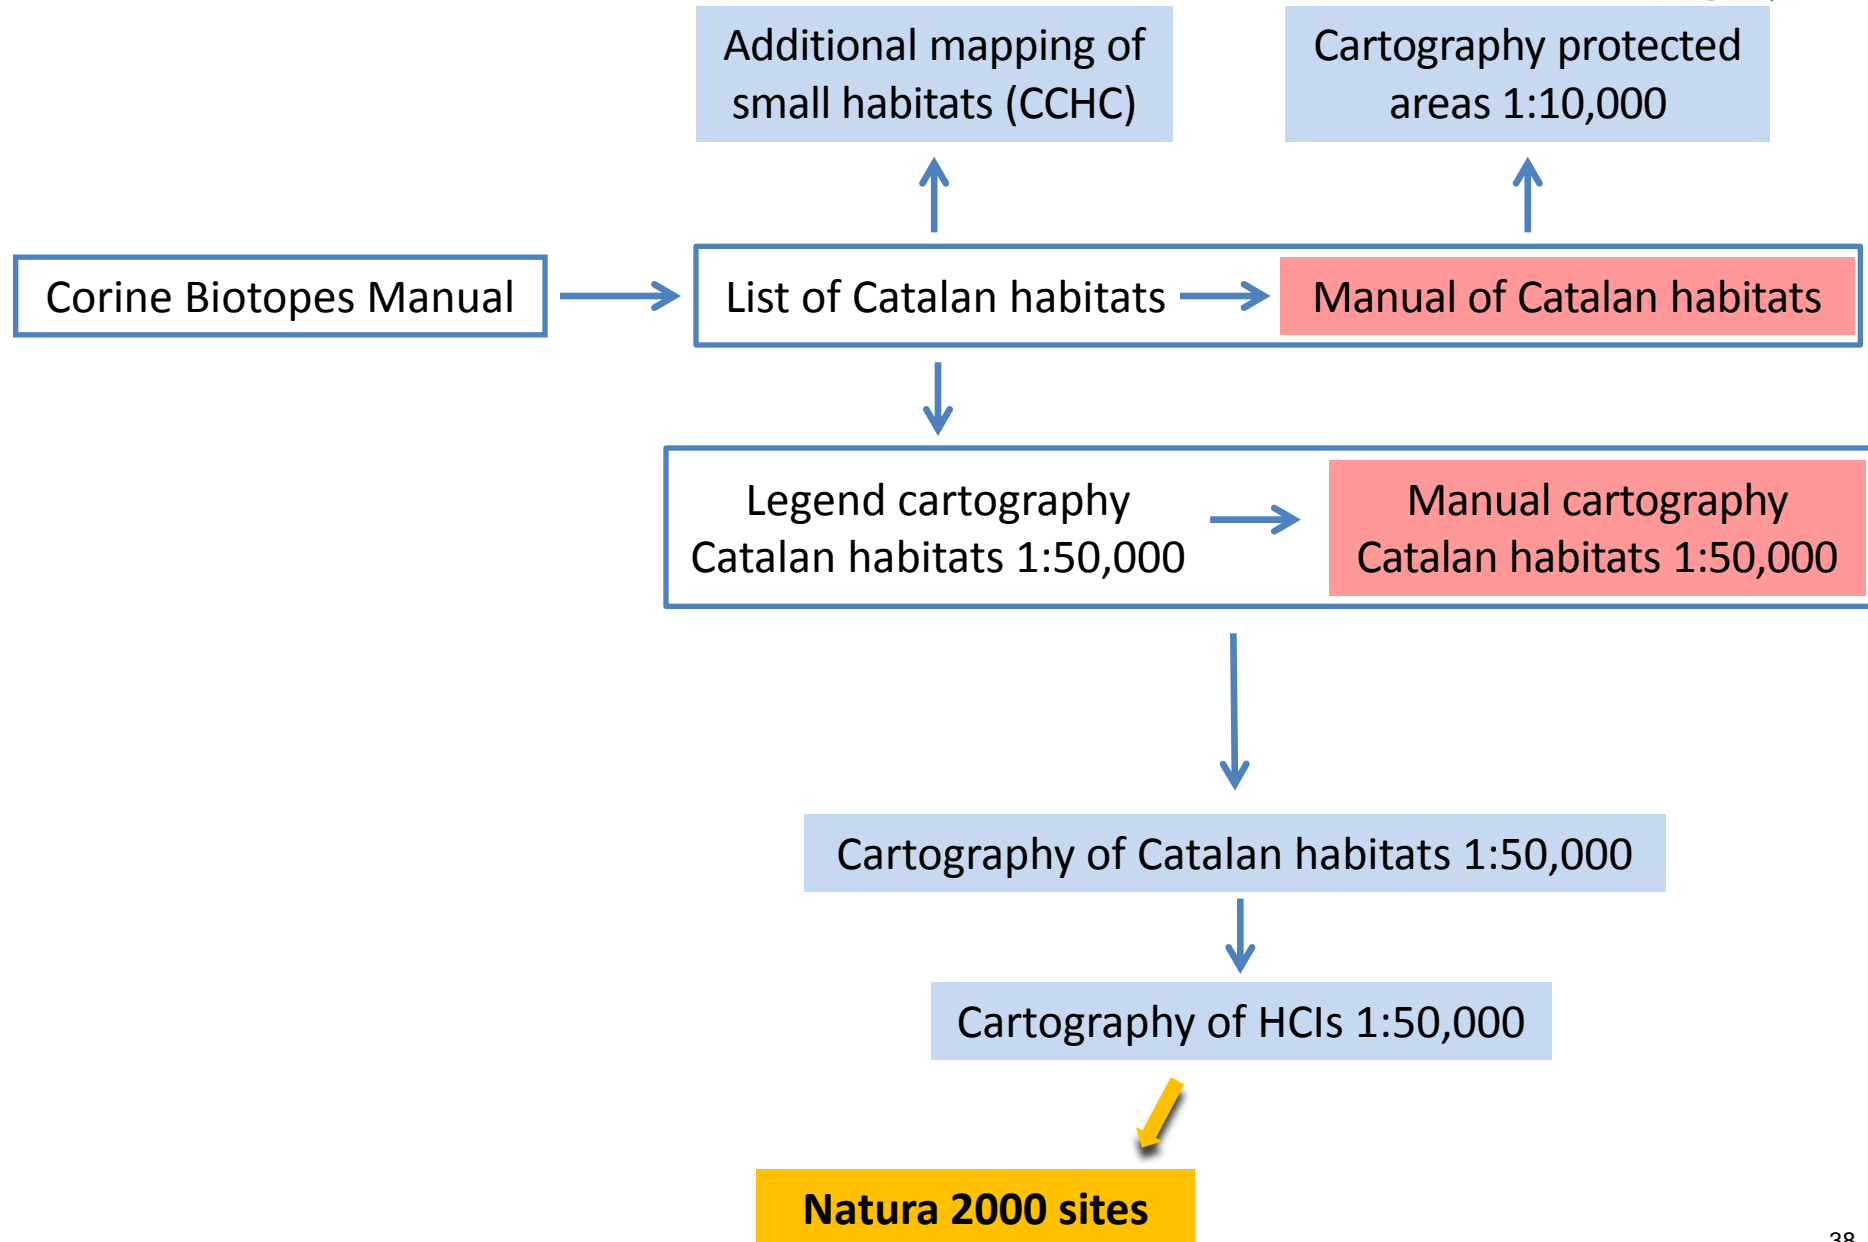 Additional mapping of
small habitats (CCHC)
Cartography protected
areas 1:10,000
Corine Biotopes Manual
List of Catalan habitats
Manual of Catalan habitats
Legend cartography
Catalan habitats 1:50,000
Manual cartography
Catalan habitats 1:50,000
Cartography of Catalan habitats 1:50,000
Cartography of HCIs 1:50,000
Natura 2000 sites
38